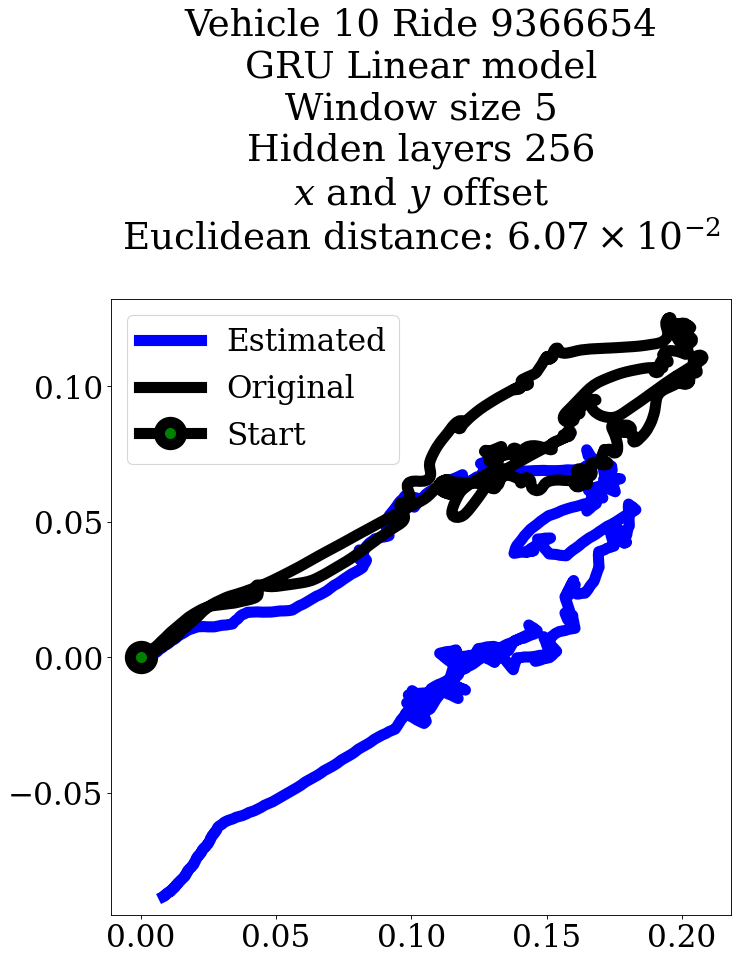 Vehicle 10 Ride 9366654
GRU Linear model
Window size 5
Hidden layers 256
x and y offset
Euclidean distance: 6.07 × 10⁻²
Estimated
Original
Start
0.10
0.05
0.00
−0.05
0.00 0.05 0.10 0.15 0.20